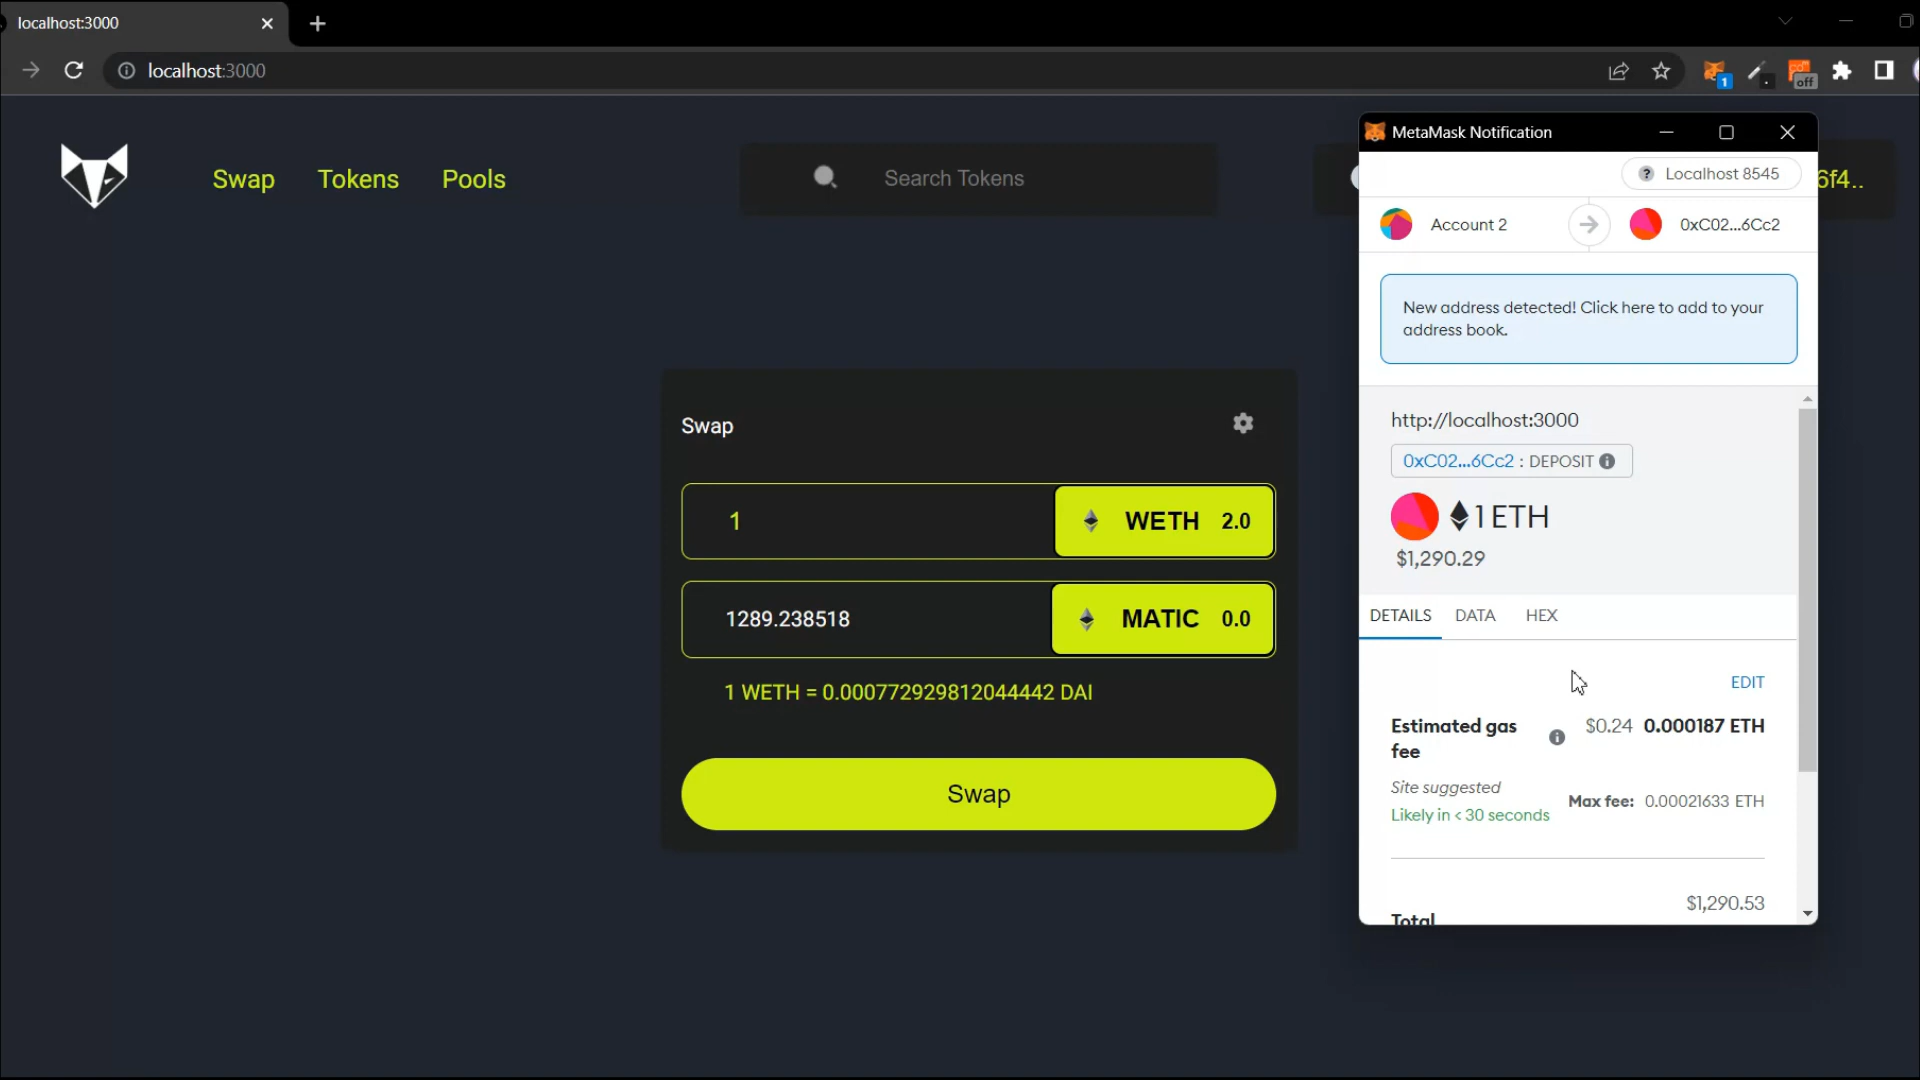 localhost:3000
localhost:3000
1
off
Swap
Tokens
Pools
Search Tokens
6f4..
Swap
1
WETH 2.0
1289.238518
MATIC 0.0
1 WETH = 0.000772929812044442 DAI
Swap
MetaMask Notification
? Localhost 8545
Account 2
0xC02...6Cc2
New address detected! Click here to add to your
address book.
http://localhost:3000
0xC02...6Cc2 : DEPOSIT
1 ETH
$1,290.29
DETAILS
DATA
HEX
EDIT
Estimated gas
fee
$0.24 0.000187 ETH
Site suggested
Likely in < 30 seconds
Max fee: 0.00021633 ETH
$1,290.53
Total